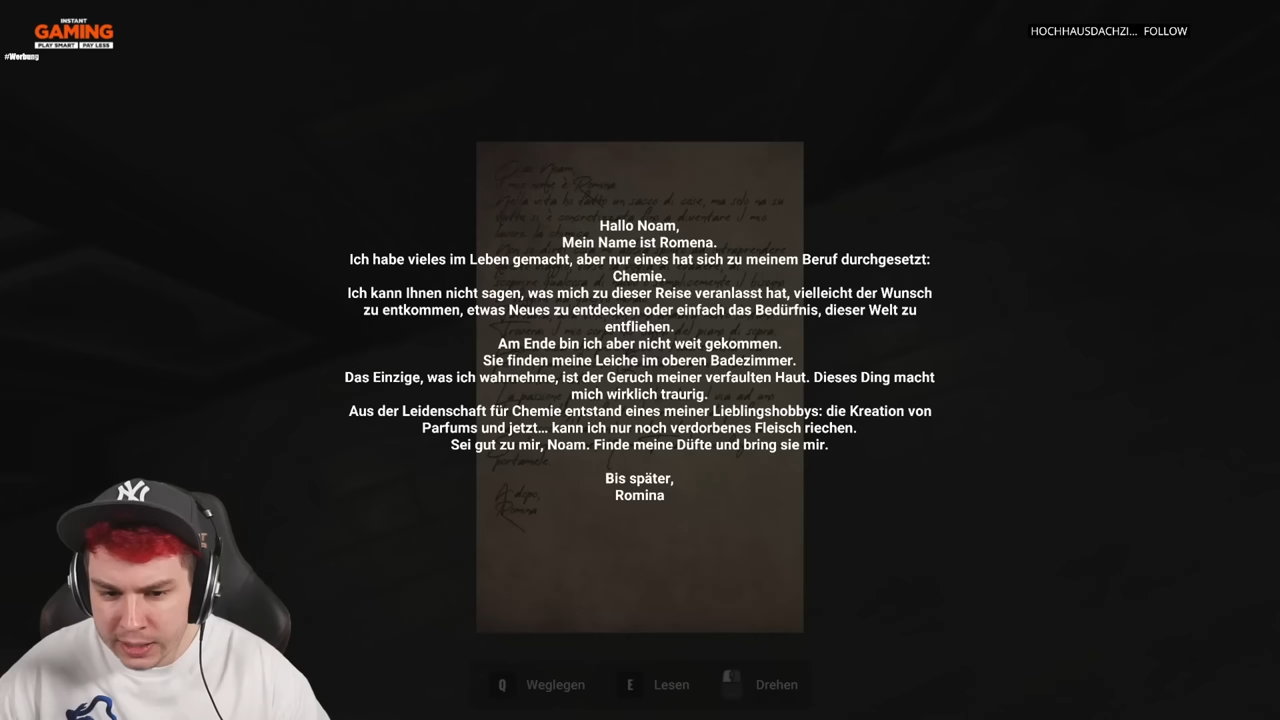 INSTANT
GAMING
PLAY SMART | PAY LESS
#Werbung
HOCHHAUSDACHZI... FOLLOW
Hallo Noam,
Mein Name ist Romena.
Ich habe vieles im Leben gemacht, aber nur eines hat sich zu meinem Beruf durchgesetzt:
Chemie.
Ich kann Ihnen nicht sagen, was mich zu dieser Reise veranlasst hat, vielleicht der Wunsch
zu entkommen, etwas Neues zu entdecken oder einfach das Bedürfnis, dieser Welt zu
entfliehen.
Am Ende bin ich aber nicht weit gekommen.
Sie finden meine Leiche im oberen Badezimmer.
Das Einzige, was ich wahrnehme, ist der Geruch meiner verfaulten Haut. Dieses Ding macht
mich wirklich traurig.
Aus der Leidenschaft für Chemie entstand eines meiner Lieblingshobbys: die Kreation von
Parfums und jetzt... kann ich nur noch verdorbenes Fleisch riechen.
Sei gut zu mir, Noam. Finde meine Düfte und bring sie mir.
Bis später,
Romina
portamele.
A dopo,
Romina
Q Weglegen E Lesen Drehen